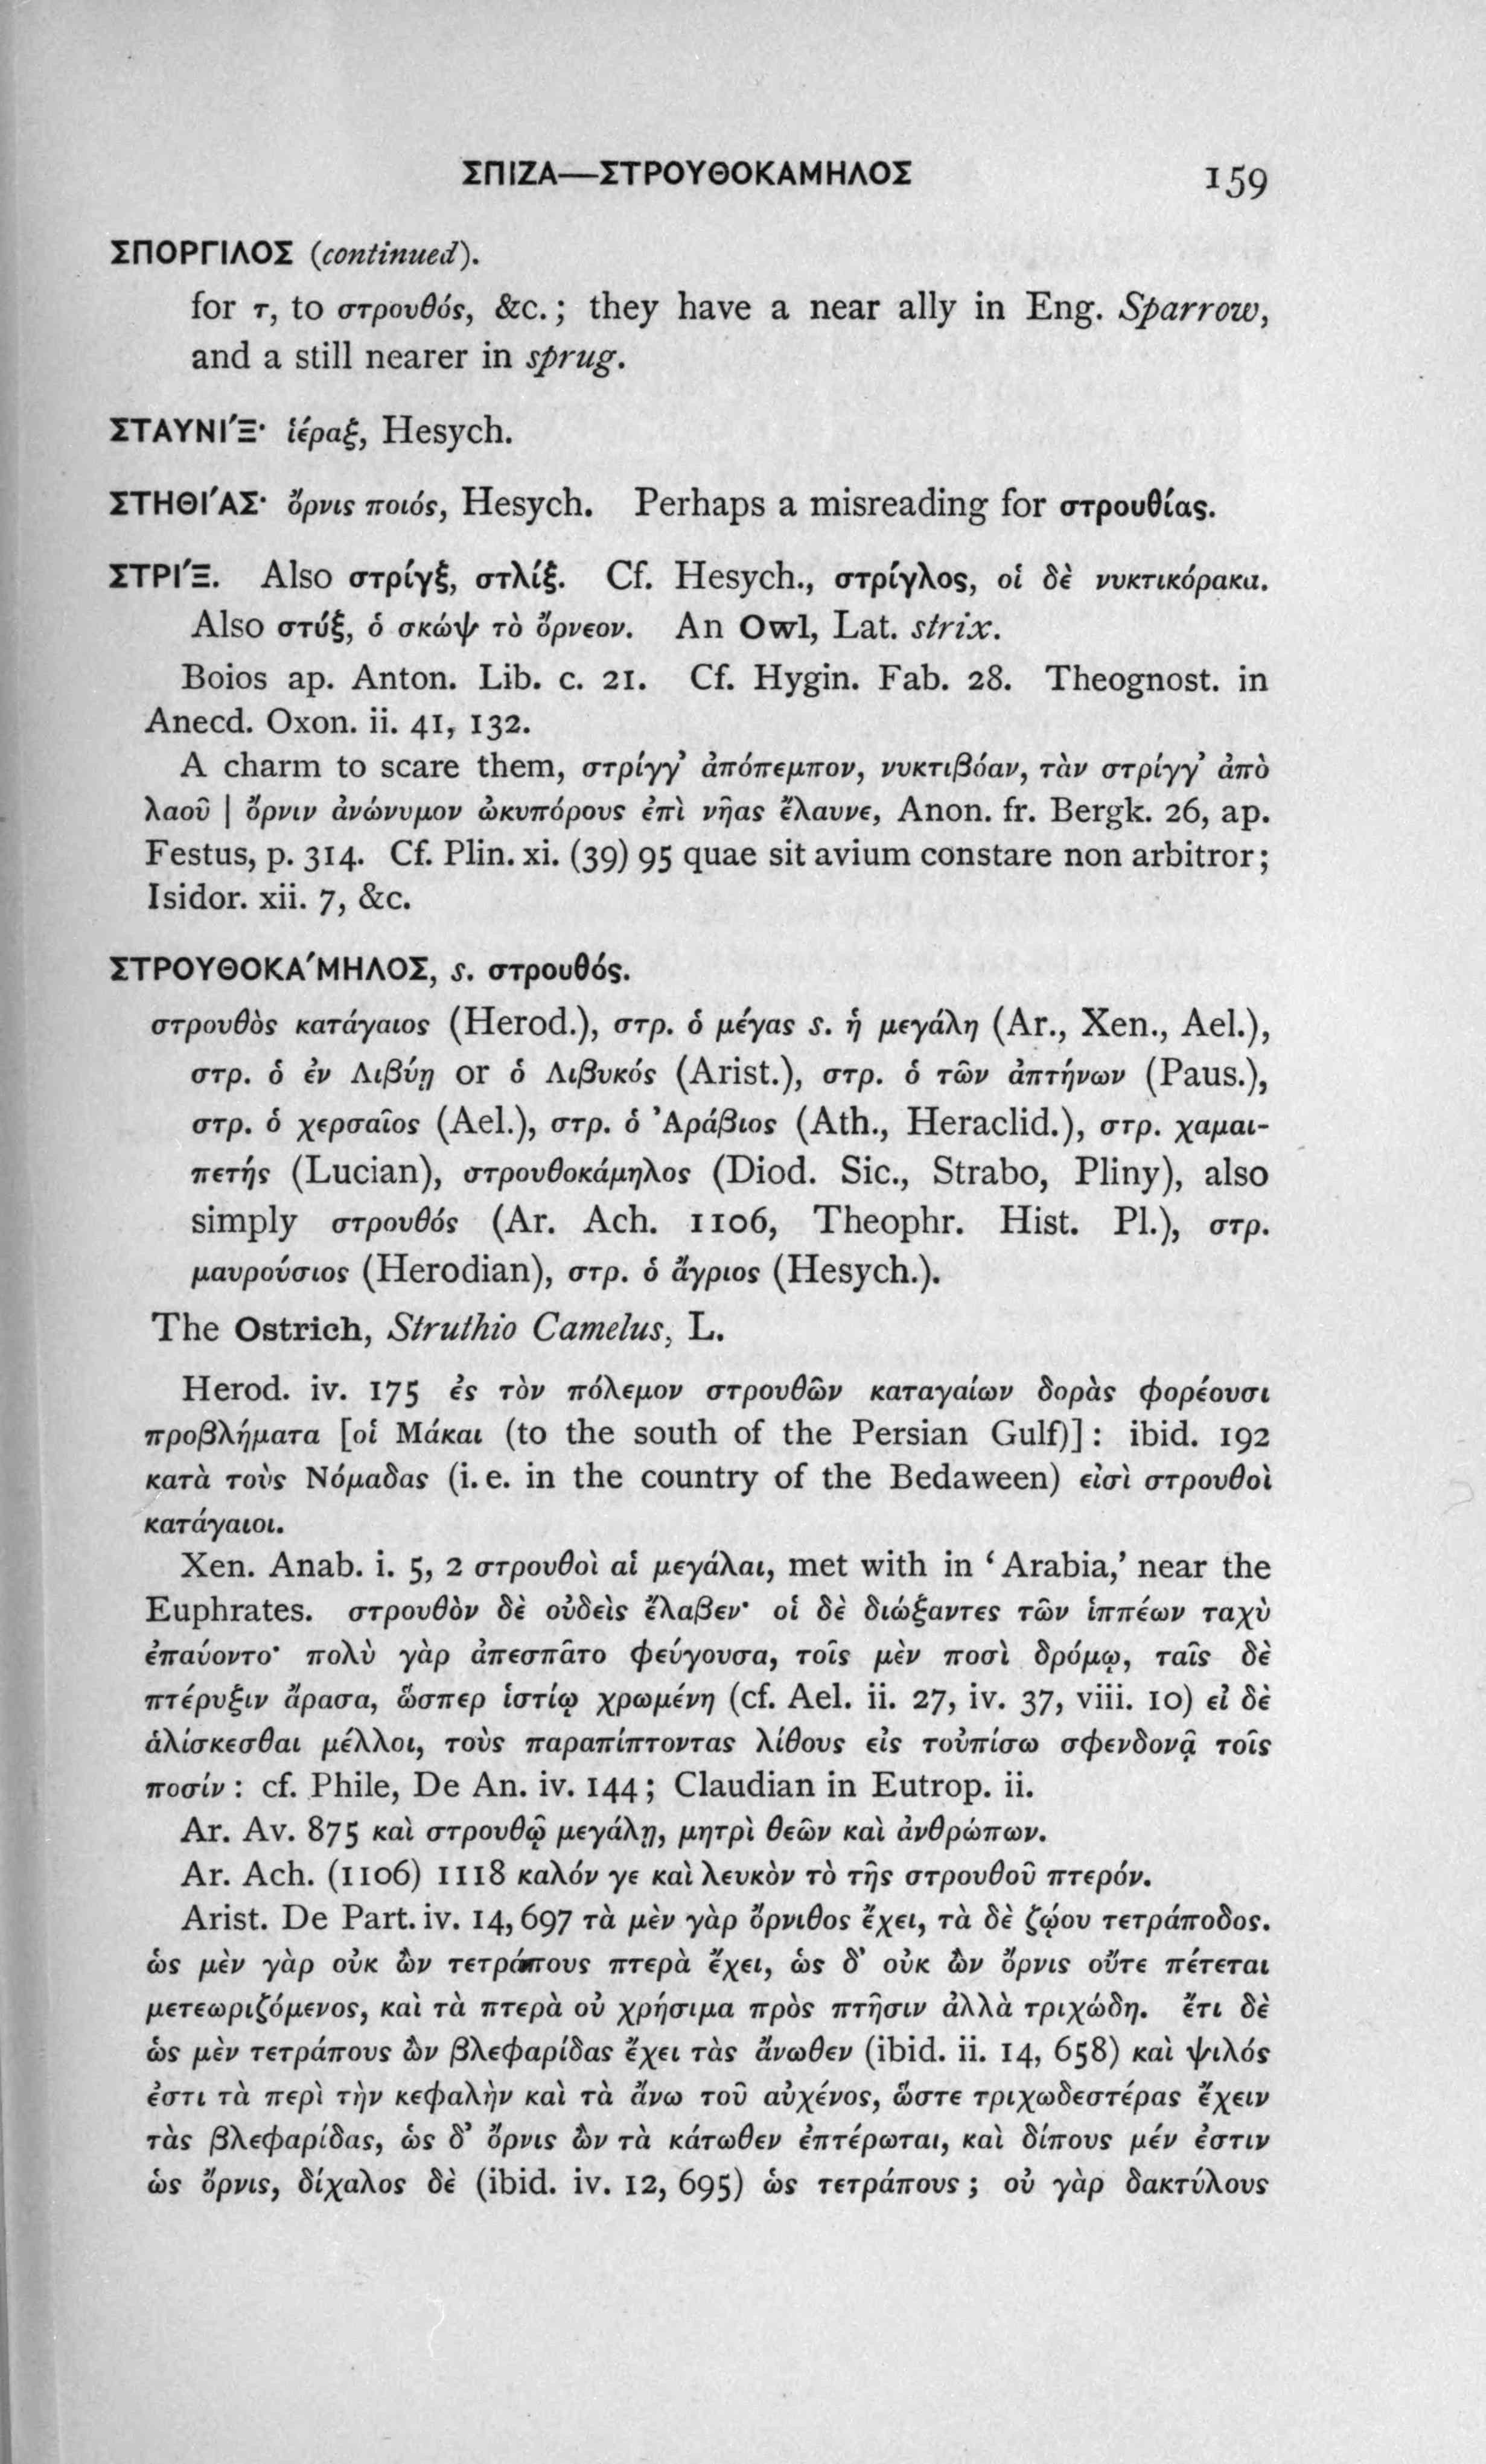 ΣΠΙΖΑ—ΣΤΡΟΥΘΟΚΑΜΗΛΟΣ 159
ΣΠΟΡΓΙΛΟΣ (continued).
for τ, to στρουθός, &c.; they have a near ally in Eng. Sparrow,
and a still nearer in sprug.
ΣΤΑΥΝΙ´Ξ· ἱέραξ, Hesych.
ΣΤΗΘΙ´ΑΣ· ὄρνις ποιός, Hesych. Perhaps a misreading for στρουθίας.
ΣΤΡΙ´Ξ. Also στρίγξ, στλίξ. Cf. Hesych., στρίγλος, οἱ δὲ νυκτικόρακα.
Also στύξ, ὁ σκὼψ τὸ ὄρνεον. An Owl, Lat. strix.
Boios ap. Anton. Lib. c. 21. Cf. Hygin. Fab. 28. Theognost. in
Anecd. Oxon. ii. 41, 132.
A charm to scare them, στρίγγ’ ἀπόπεμπον, νυκτιβόαν, τὰν στρίγγ’ ἀπὸ
λαοῦ | ὄρνιν ἀνώνυμον ὠκυπόρους ἐπὶ νῆας ἔλαυνε, Anon. fr. Bergk. 26, ap.
Festus, p. 314. Cf. Plin. xi. (39) 95 quae sit avium constare non arbitror;
Isidor. xii. 7, &c.
ΣΤΡΟΥΘΟΚΑ´ΜΗΛΟΣ, s. στρουθός.
στρουθὸς κατάγαιος (Herod.), στρ. ὁ μέγας s. ἡ μεγάλη (Ar., Xen., Ael.),
στρ. ὁ ἐν Λιβύῃ or ὁ Λιβυκός (Arist.), στρ. ὁ τῶν ἀπτήνων (Paus.),
στρ. ὁ χερσαῖος (Ael.), στρ. ὁ Ἀράβιος (Ath., Heraclid.), στρ. χαμαι-
πετής (Lucian), στρουθοκάμηλος (Diod. Sic., Strabo, Pliny), also
simply στρουθός (Ar. Ach. 1106, Theophr. Hist. Pl.), στρ.
μαυρούσιος (Herodian), στρ. ὁ ἄγριος (Hesych.).
The Ostrich, Struthio Camelus, L.
Herod. iv. 175 ἐς τὸν πόλεμον στρουθῶν καταγαίων δορὰς φορέουσι
προβλήματα [οἱ Μάκαι (to the south of the Persian Gulf)]: ibid. 192
κατὰ τοὺς Νόμαδας (i.e. in the country of the Bedaween) εἰσὶ στρουθοὶ
κατάγαιοι.
Xen. Anab. i. 5, 2 στρουθοὶ αἱ μεγάλαι, met with in ‘Arabia,’ near the
Euphrates. στρουθὸν δὲ οὐδεὶς ἔλαβεν· οἱ δὲ διώξαντες τῶν ἱππέων ταχὺ
ἐπαύοντο· πολὺ γὰρ ἀπεσπᾶτο φεύγουσα, τοῖς μὲν ποσὶ δρόμῳ, ταῖς δὲ
πτέρυξιν ἄρασα, ὥσπερ ἱστίῳ χρωμένη (cf. Ael. ii. 27, iv. 37, viii. 10) εἰ δὲ
ἁλίσκεσθαι μέλλοι, τοὺς παραπίπτοντας λίθους εἰς τοὐπίσω σφενδονᾷ τοῖς
ποσίν: cf. Phile, De An. iv. 144; Claudian in Eutrop. ii.
Ar. Av. 875 καὶ στρουθῷ μεγάλῃ, μητρὶ θεῶν καὶ ἀνθρώπων.
Ar. Ach. (1106) 1118 καλόν γε καὶ λευκὸν τὸ τῆς στρουθοῦ πτερόν.
Arist. De Part. iv. 14, 697 τὰ μὲν γὰρ ὄρνιθος ἔχει, τὰ δὲ ζῴου τετράποδος.
ὡς μὲν γὰρ οὐκ ὢν τετράπους πτερὰ ἔχει, ὡς δ’ οὐκ ὢν ὄρνις οὔτε πέτεται
μετεωριζόμενος, καὶ τὰ πτερὰ οὐ χρήσιμα πρὸς πτῆσιν ἀλλὰ τριχώδη. ἔτι δὲ
ὡς μὲν τετράπους ὢν βλεφαρίδας ἔχει τὰς ἄνωθεν (ibid. ii. 14, 658) καὶ ψιλός
ἐστι τὰ περὶ τὴν κεφαλὴν καὶ τὰ ἄνω τοῦ αὐχένος, ὥστε τριχωδεστέρας ἔχειν
τὰς βλεφαρίδας, ὡς δ’ ὄρνις ὢν τὰ κάτωθεν ἐπτέρωται, καὶ δίπους μέν ἐστιν
ὡς ὄρνις, δίχαλος δὲ (ibid. iv. 12, 695) ὡς τετράπους; οὐ γὰρ δακτύλους